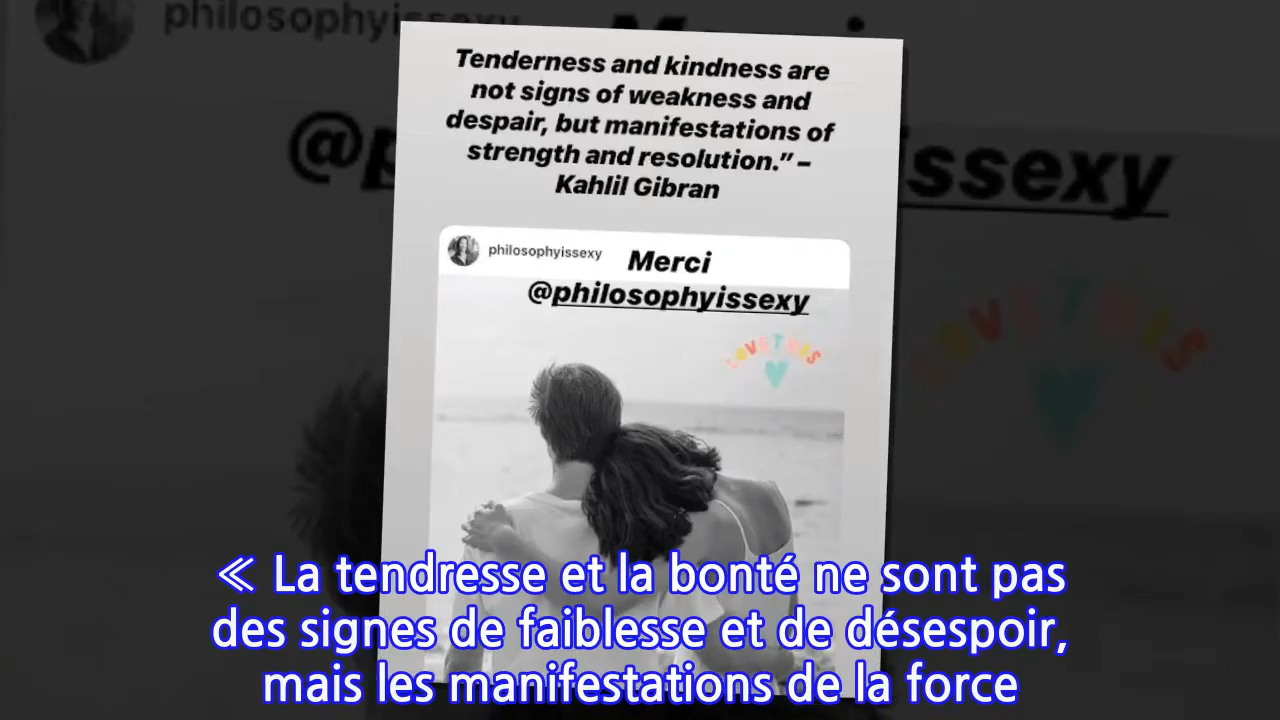 Tenderness and kindness are
not signs of weakness and
despair, but manifestations of
strength and resolution.” –
Kahlil Gibran
philosophyissexy
Merci
@philosophyissexy
LOVE THIS
« La tendresse et la bonté ne sont pas
des signes de faiblesse et de désespoir,
mais les manifestations de la force